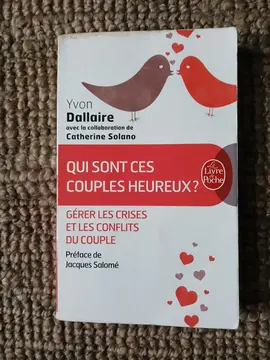 Yvon
Dallaire
avec la collaboration de
Catherine Solano
QUI SONT CES
COUPLES HEUREUX ?
Le Livre
de
Poche
GÉRER LES CRISES
ET LES CONFLITS
DU COUPLE
Préface de
Jacques Salomé